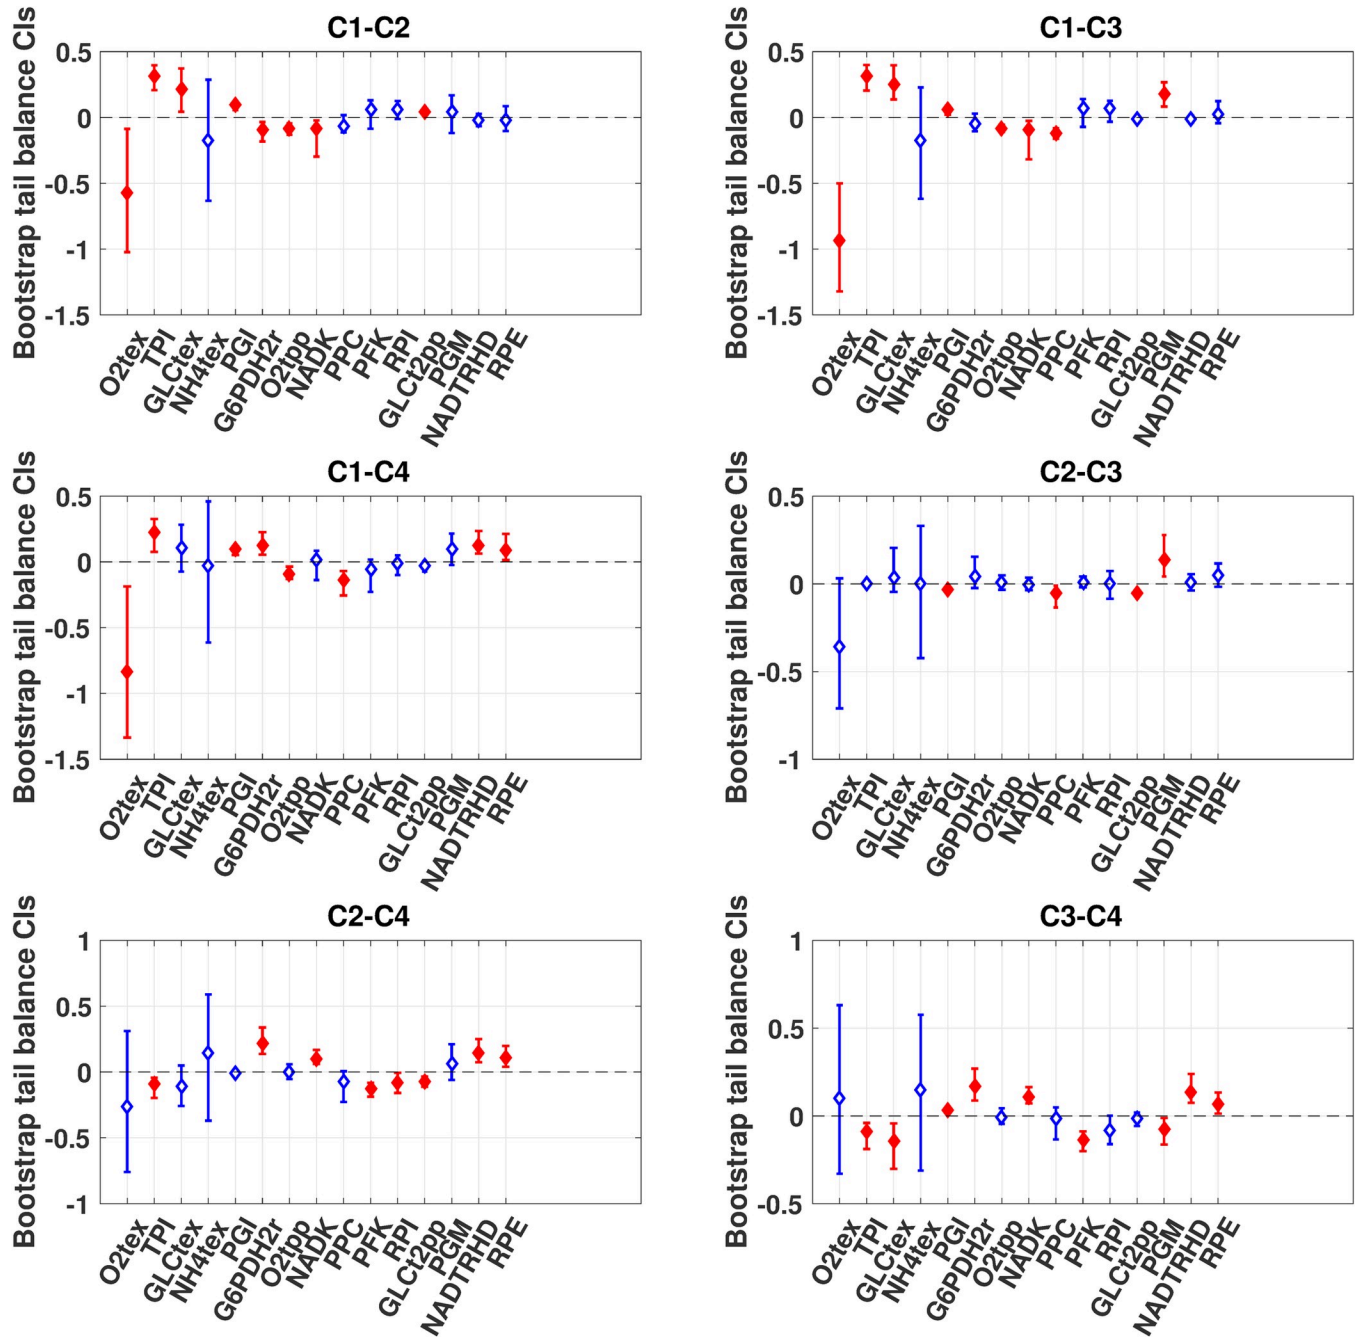 C1-C2
Bootstrap tail balance CIs
0.5
0
-0.5
-1
-1.5
O2tex
TPI
GLCtex
NH4tex
PGI
G6PDH2r
O2tpp
NADK
PPC
PFK
RPI
GLCt2pp
PGM
NADTRHD
RPE
C1-C3
Bootstrap tail balance CIs
0.5
0
-0.5
-1
-1.5
O2tex
TPI
GLCtex
NH4tex
PGI
G6PDH2r
O2tpp
NADK
PPC
PFK
RPI
GLCt2pp
PGM
NADTRHD
RPE
C1-C4
Bootstrap tail balance CIs
0.5
0
-0.5
-1
-1.5
O2tex
TPI
GLCtex
NH4tex
PGI
G6PDH2r
O2tpp
NADK
PPC
PFK
RPI
GLCt2pp
PGM
NADTRHD
RPE
C2-C3
Bootstrap tail balance CIs
0.5
0
-0.5
-1
O2tex
TPI
GLCtex
NH4tex
PGI
G6PDH2r
O2tpp
NADK
PPC
PFK
RPI
GLCt2pp
PGM
NADTRHD
RPE
C2-C4
Bootstrap tail balance CIs
1
0.5
0
-0.5
-1
O2tex
TPI
GLCtex
NH4tex
PGI
G6PDH2r
O2tpp
NADK
PPC
PFK
RPI
GLCt2pp
PGM
NADTRHD
RPE
C3-C4
Bootstrap tail balance CIs
1
0.5
0
-0.5
O2tex
TPI
GLCtex
NH4tex
PGI
G6PDH2r
O2tpp
NADK
PPC
PFK
RPI
GLCt2pp
PGM
NADTRHD
RPE